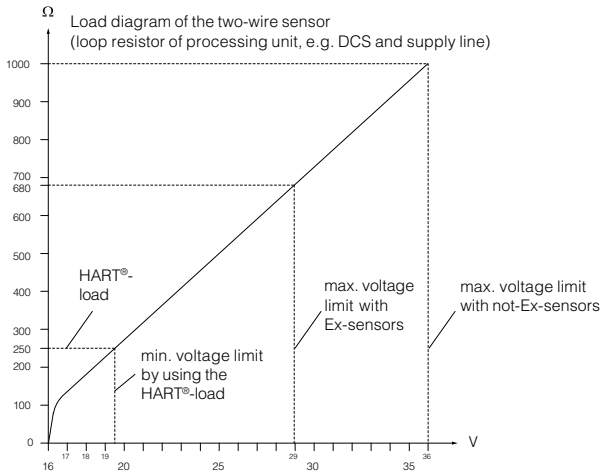 Ω
Load diagram of the two-wire sensor
(loop resistor of processing unit, e.g. DCS and supply line)
1000
900
800
700
680
600
500
400
300
250
200
100
0
HART®-
load
min. voltage limit
by using the
HART®-load
max. voltage
limit with
Ex-sensors
max. voltage limit
with not-Ex-sensors
V
16 17 18 19 20 25 29 30 35 36